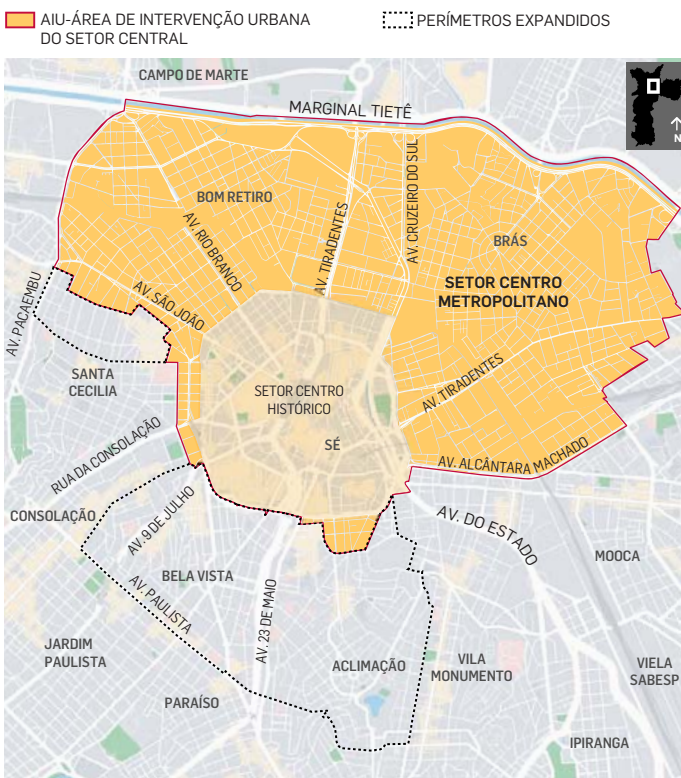 AIU-ÁREA DE INTERVENÇÃO URBANA
DO SETOR CENTRAL
PERÍMETROS EXPANDIDOS
CAMPO DE MARTE
MARGINAL TIETÊ
N
BOM RETIRO
AV. RIO BRANCO
AV. TIRADENTES
AV. CRUZEIRO DO SUL
BRÁS
SETOR CENTRO
METROPOLITANO
AV. PACAEMBU
AV. SÃO JOÃO
SANTA
CECILIA
SETOR CENTRO
HISTÓRICO
AV. TIRADENTES
SÉ
RUA DA CONSOLAÇÃO
AV. ALCÂNTARA MACHADO
CONSOLAÇÃO
AV. 9 DE JULHO
AV. DO ESTADO
MOOCA
BELA VISTA
AV. PAULISTA
AV. 23 DE MAIO
JARDIM
PAULISTA
ACLIMAÇÃO
VILA
MONUMENTO
VIELA
SABESP
PARAÍSO
IPIRANGA